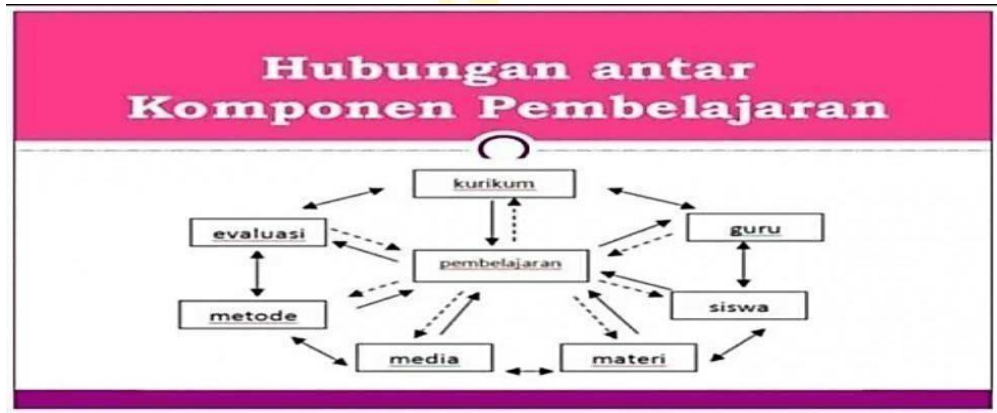 Hubungan antar
Komponen Pembelajaran
kurikum
evaluasi
guru
pembelajaran
metode
siswa
media
materi